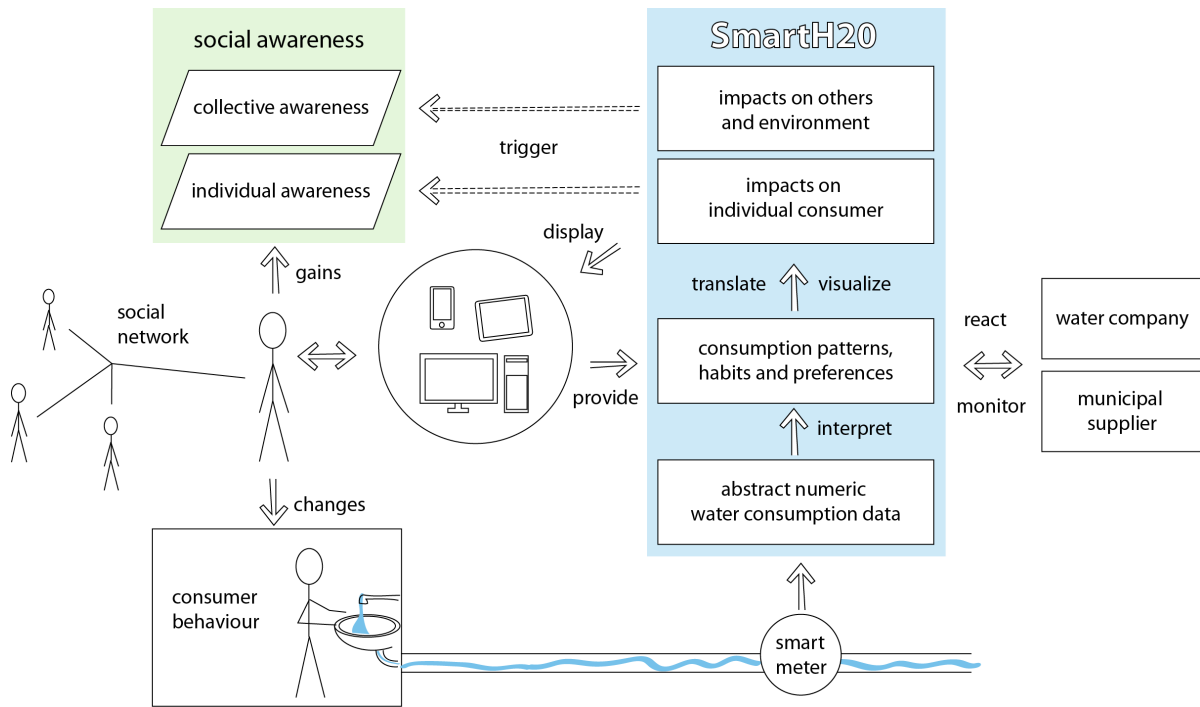 social awareness
collective awareness
individual awareness
SmartH20
impacts on others
and environment
impacts on
individual consumer
trigger
display
gains
translate
visualize
social
network
consumption patterns,
habits and preferences
provide
react
monitor
water company
municipal
supplier
interpret
abstract numeric
water consumption data
changes
consumer
behaviour
smart
meter